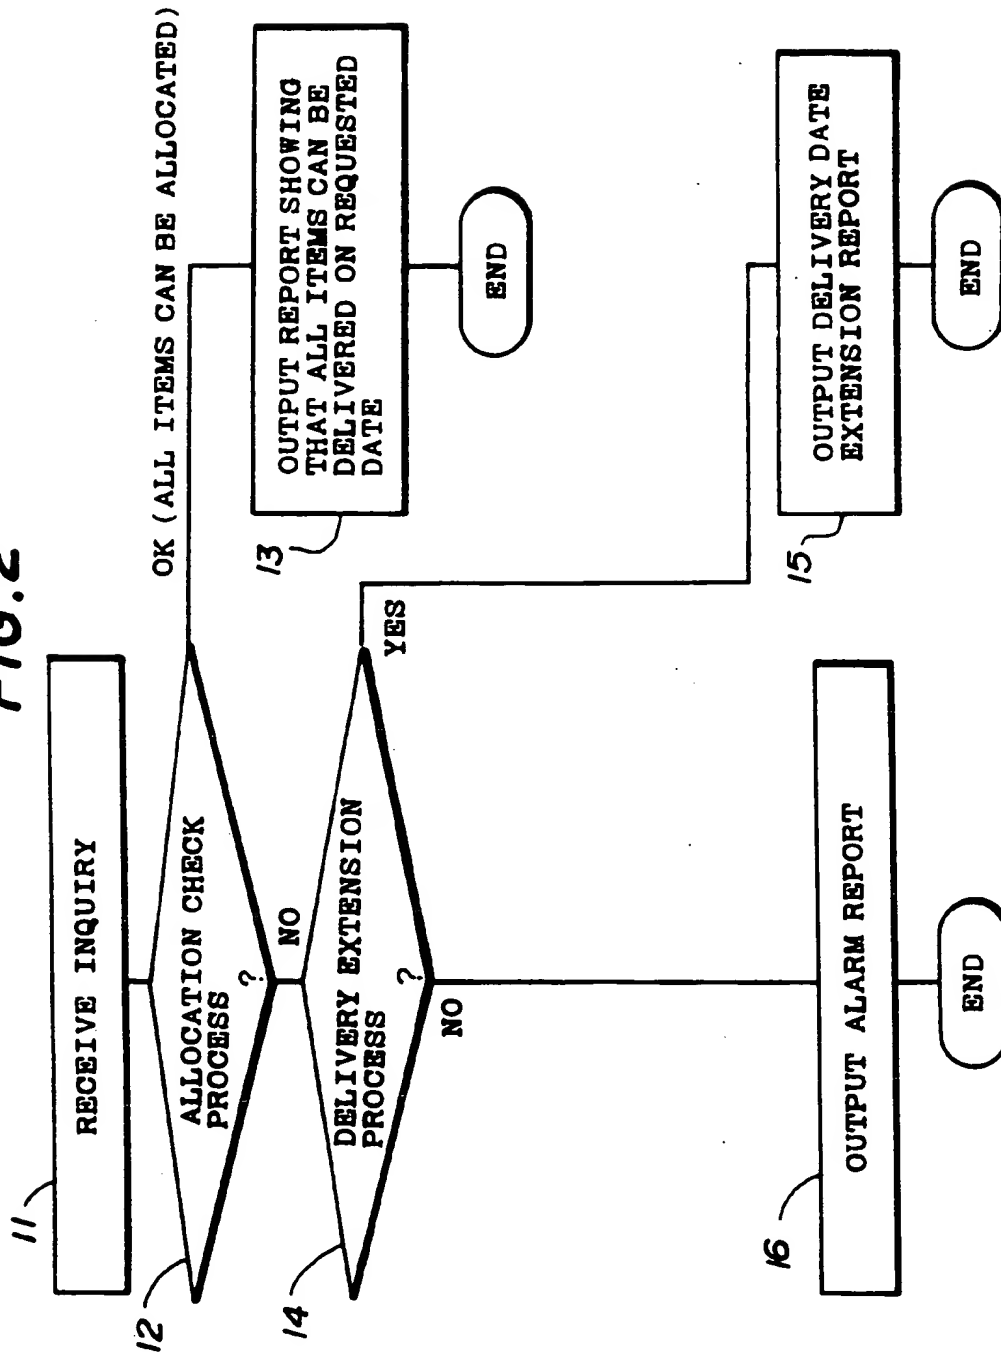 FIG.2
11
RECEIVE INQUIRY
12
ALLOCATION CHECK
PROCESS
?
OK (ALL ITEMS CAN BE ALLOCATED)
NO
13
OUTPUT REPORT SHOWING
THAT ALL ITEMS CAN BE
DELIVERED ON REQUESTED
DATE
END
14
DELIVERY EXTENSION
PROCESS
?
YES
NO
15
OUTPUT DELIVERY DATE
EXTENSION REPORT
END
16
OUTPUT ALARM REPORT
END